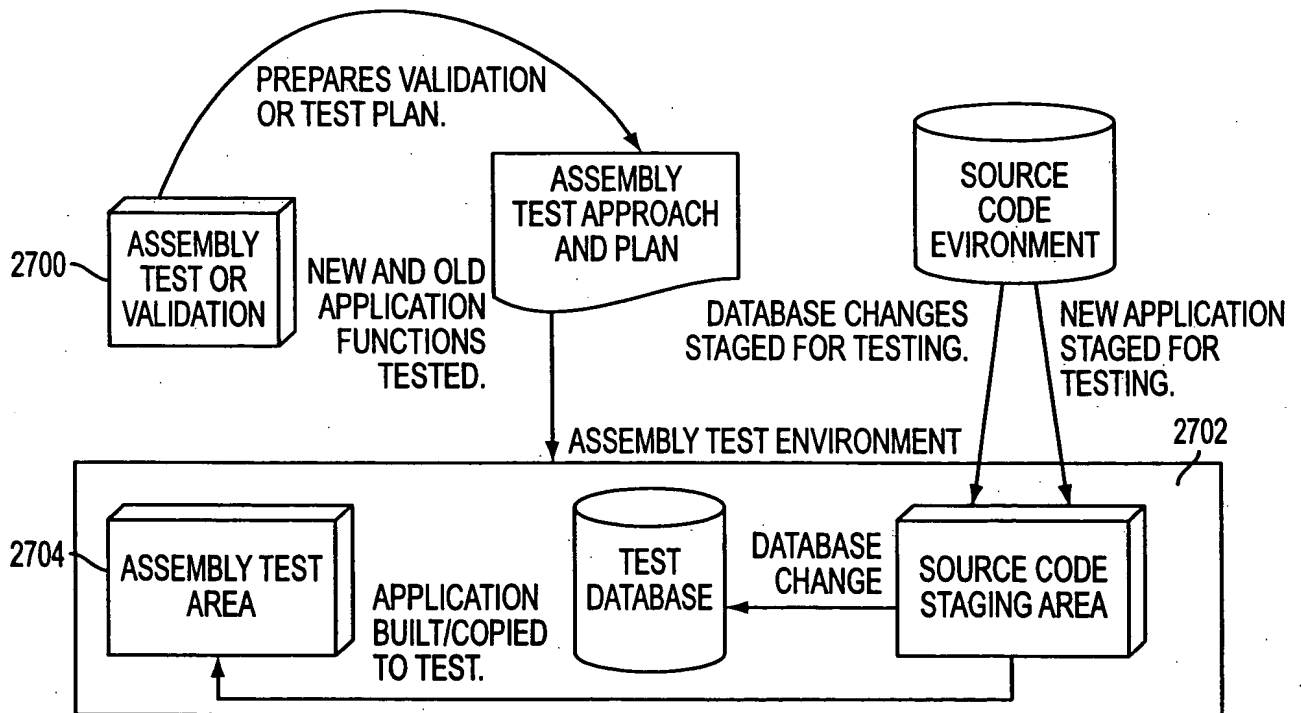 PREPARES VALIDATION
OR TEST PLAN.
2700
ASSEMBLY
TEST OR
VALIDATION
ASSEMBLY
TEST APPROACH
AND PLAN
SOURCE
CODE
EVIRONMENT
NEW AND OLD
APPLICATION
FUNCTIONS
TESTED.
DATABASE CHANGES
STAGED FOR TESTING.
NEW APPLICATION
STAGED FOR
TESTING.
ASSEMBLY TEST ENVIRONMENT
2702
2704
ASSEMBLY TEST
AREA
APPLICATION
BUILT/COPIED
TO TEST.
TEST
DATABASE
DATABASE
CHANGE
SOURCE CODE
STAGING AREA